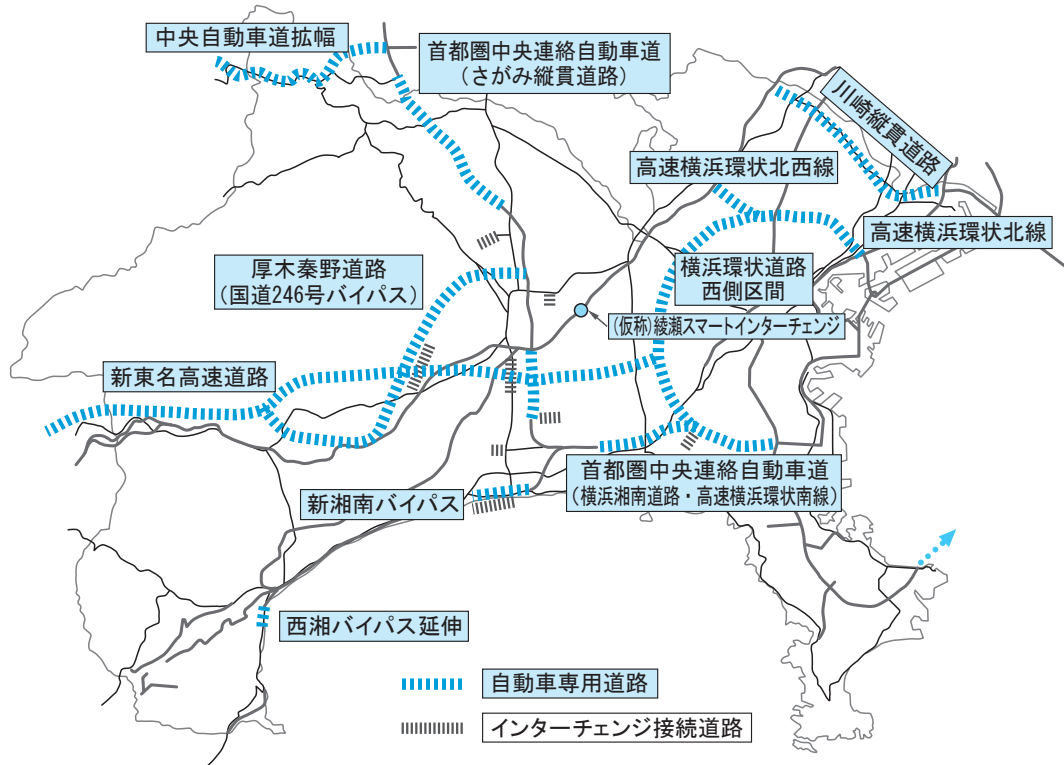 中央自動車道拡幅
首都圏中央連絡自動車道
(さがみ縦貫道路)
川崎縦貫道路
高速横浜環状北西線
高速横浜環状北線
厚木秦野道路
(国道246号バイパス)
横浜環状道路
西側区間
(仮称)綾瀬スマートインターチェンジ
新東名高速道路
首都圏中央連絡自動車道
(横浜湘南道路・高速横浜環状南線)
新湘南バイパス
西湘バイパス延伸
自動車専用道路
インターチェンジ接続道路